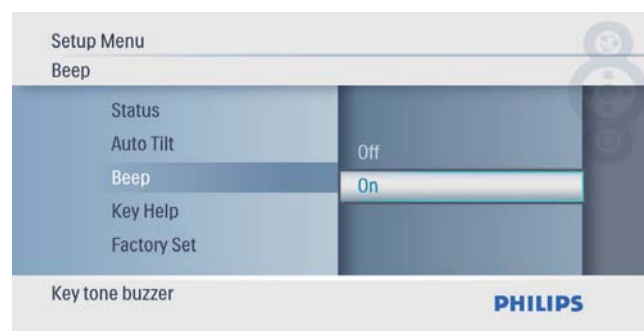 Setup Menu
Beep
Status
Auto Tilt
Beep
Key Help
Factory Set
Off
On
Key tone buzzer
PHILIPS